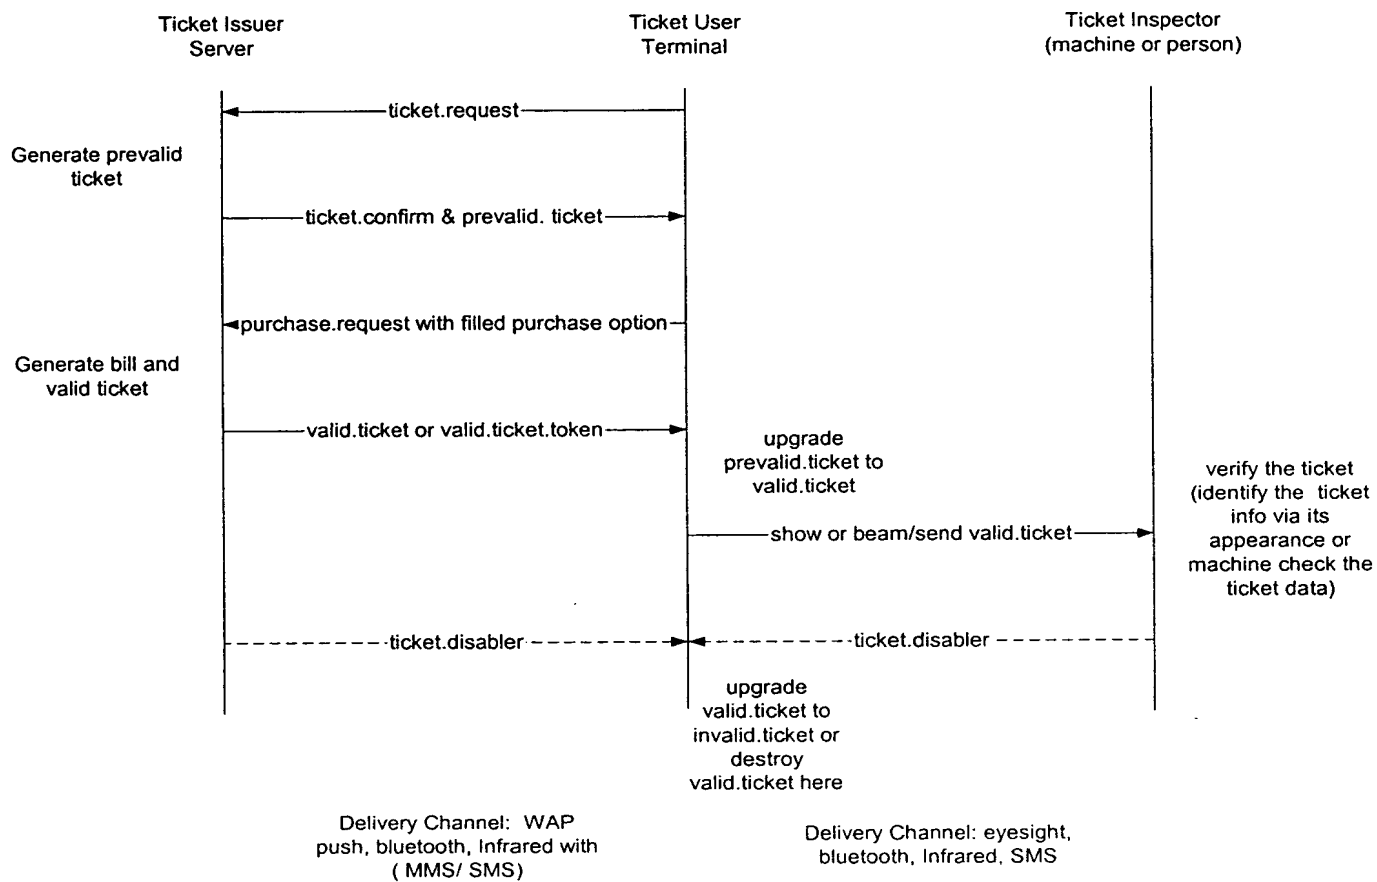 Ticket Issuer
Server
Ticket User
Terminal
Ticket Inspector
(machine or person)
ticket.request
Generate prevalid
ticket
ticket.confirm & prevalid. ticket
purchase.request with filled purchase option
Generate bill and
valid ticket
valid.ticket or valid.ticket.token
upgrade
prevalid.ticket to
valid.ticket
verify the ticket
(identify the ticket
info via its
appearance or
machine check the
ticket data)
show or beam/send valid.ticket
ticket.disabler
ticket.disabler
upgrade
valid.ticket to
invalid.ticket or
destroy
valid.ticket here
Delivery Channel: WAP
push, bluetooth, Infrared with
( MMS/ SMS)
Delivery Channel: eyesight,
bluetooth, Infrared, SMS